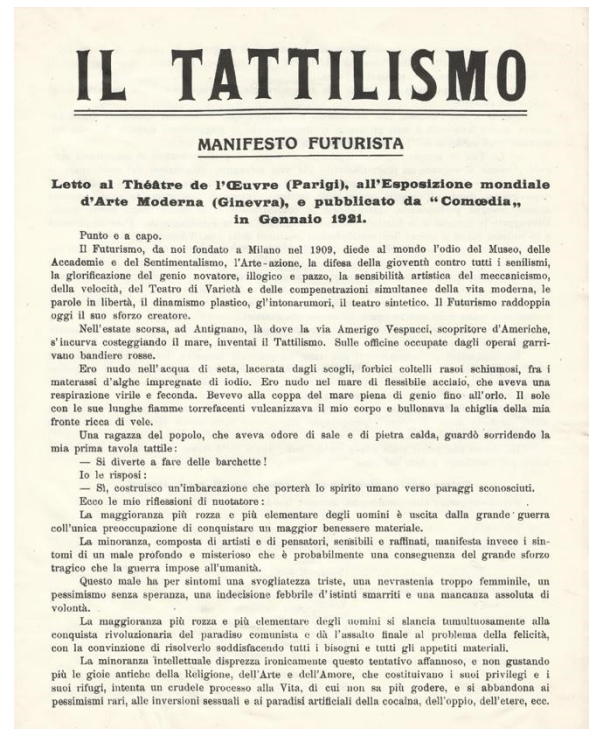 IL TATTILISMO
MANIFESTO FUTURISTA
Letto al Théâtre de l'Œuvre (Parigi), all'Esposizione mondiale
d'Arte Moderna (Ginevra), e pubblicato da "Comœdia„
in Gennaio 1921.
Punto e a capo.
Il Futurismo, da noi fondato a Milano nel 1909, diede al mondo l'odio del Museo, delle
Accademie e del Sentimentalismo, l'Arte-azione, la difesa della gioventù contro tutti i senilismi,
la glorificazione del genio novatore, illogico e pazzo, la sensibilità artistica del meccanicismo,
della velocità, del Teatro di Varietà e delle compenetrazioni simultanee della vita moderna, le
parole in libertà, il dinamismo plastico, gl'intonarumori, il teatro sintetico. Il Futurismo raddoppia
oggi il suo sforzo creatore.
Nell'estate scorsa, ad Antignano, là dove la via Amerigo Vespucci, scopritore d'Americhe,
s'incurva costeggiando il mare, inventai il Tattilismo. Sulle officine occupate dagli operai garri-
vano bandiere rosse.
Ero nudo nell'acqua di seta, lacerata dagli scogli, forbici coltelli rasoi schiumosi, fra i
materassi d'alghe impregnate di iodio. Ero nudo nel mare di flessibile acciaio, che aveva una
respirazione virile e feconda. Bevevo alla coppa del mare piena di genio fino all'orlo. Il sole
con le sue lunghe fiamme torrefacenti vulcanizzava il mio corpo e bullonava la chiglia della mia
fronte ricca di vele.
Una ragazza del popolo, che aveva odore di sale e di pietra calda, guardò sorridendo la
mia prima tavola tattile:
— Si diverte a fare delle barchette!
Io le risposi:
— Sì, costruisco un'imbarcazione che porterà lo spirito umano verso paraggi sconosciuti.
Ecco le mio riflessioni di nuotatore:
La maggioranza più rozza e più elementare degli uomini è uscita dalla grande guerra
coll'unica preoccupazione di conquistare un maggior benessere materiale.
La minoranza, composta di artisti e di pensatori, sensibili e raffinati, manifesta invece i sin-
tomi di un male profondo e misterioso che è probabilmente una conseguenza del grande sforzo
tragico che la guerra impose all'umanità.
Questo male ha per sintomi una svogliatezza triste, una nevrastenia troppo femminile, un
pessimismo senza speranza, una indecisione febbrile d'istinti smarriti e una mancanza assoluta di
volontà.
La maggioranza più rozza e più elementare degli uomini si slancia tumultuosamente alla
conquista rivoluzionaria del paradiso comunista e dà l'assalto finale al problema della felicità,
con la convinzione di risolverlo soddisfacendo tutti i bisogni e tutti gli appetiti materiali.
La minoranza intellettuale disprezza ironicamente questo tentativo affannoso, e non gustando
più le gioie antiche della Religione, dell'Arte e dell'Amore, che costituivano i suoi privilegi e i
suoi rifugi, intenta un crudele processo alla Vita, di cui non sa più godere, e si abbandona ai
pessimismi rari, alle inversioni sessuali e ai paradisi artificiali della cocaina, dell'oppio, dell'etere, ecc.